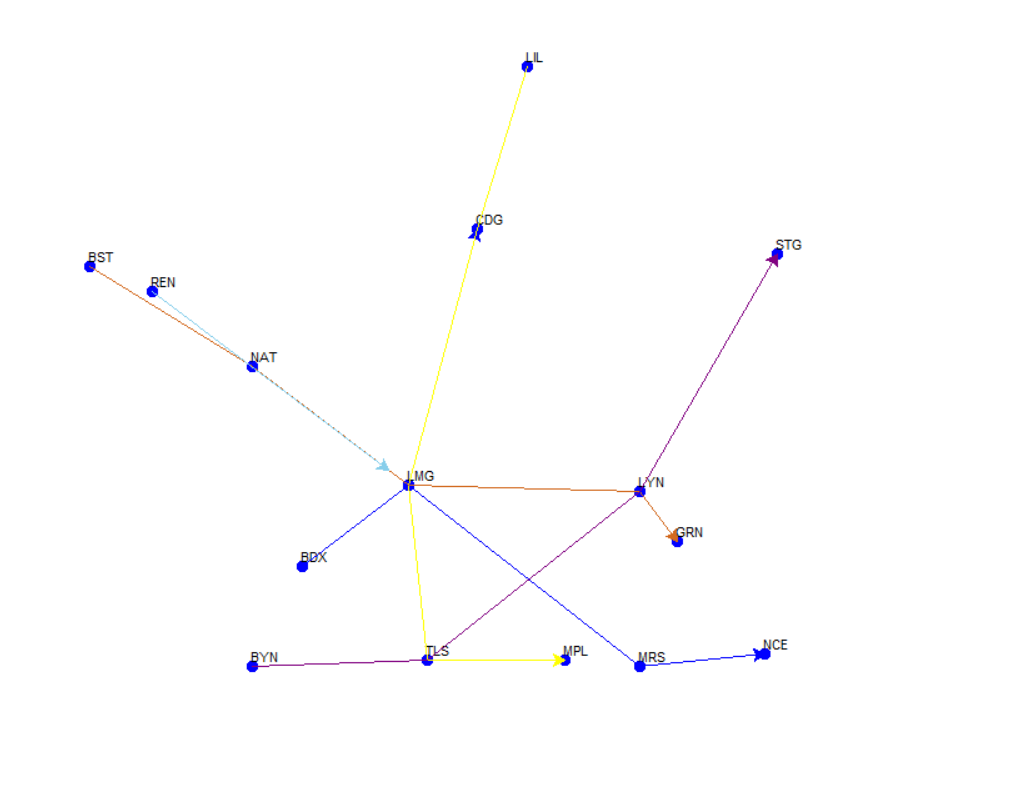 LIL
CDG
STG
BST
REN
NAT
LMG
LYN
GRN
BDX
TLS
MPL
NCE
BYN
MRS